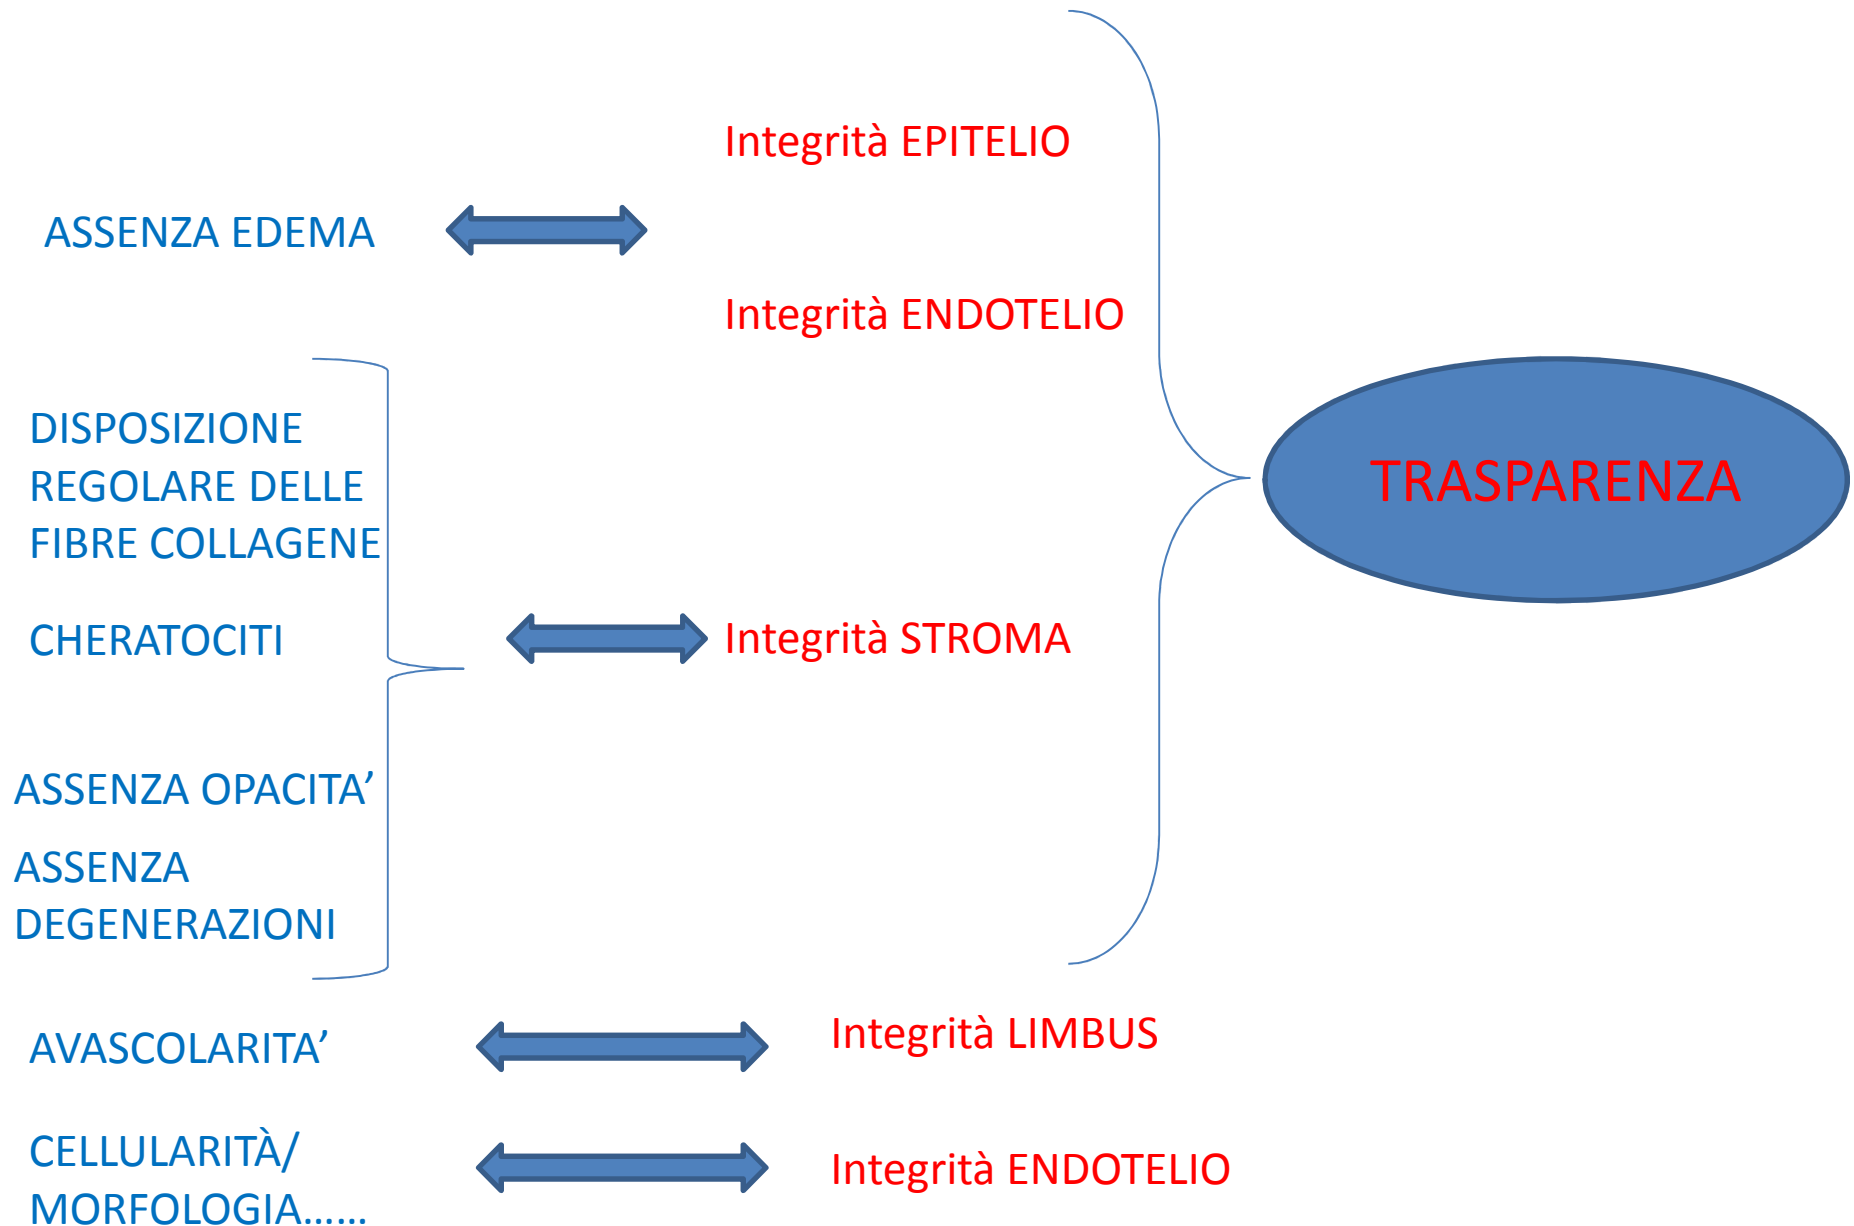 Integrità EPITELIO
ASSENZA EDEMA
Integrità ENDOTELIO
DISPOSIZIONE
REGOLARE DELLE
FIBRE COLLAGENE
TRASPARENZA
CHERATOCITI
Integrità STROMA
ASSENZA OPACITA’
ASSENZA
DEGENERAZIONI
AVASCOLARITA’
Integrità LIMBUS
CELLULARITÀ/
MORFOLOGIA……
Integrità ENDOTELIO